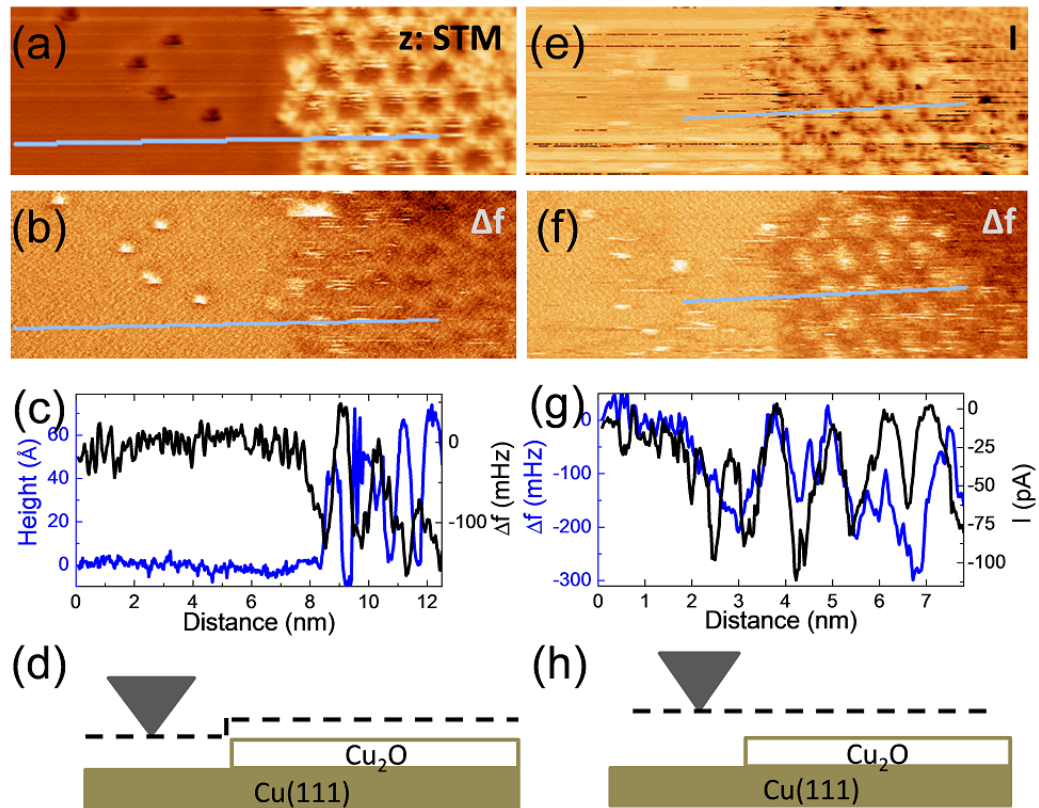 (a)
z: STM
(e)
I
(b)
Δf
(f)
Δf
(c)
60
40
20
0
Height (Å)
0
-100
Δf (mHz)
0 2 4 6 8 10 12
Distance (nm)
(g)
00
-100
-200
-300
Δf (mHz)
0
-25
-50
-75
-100
I (pA)
0 1 2 3 4 5 6 7
Distance (nm)
(d)
Cu₂O
Cu(111)
(h)
Cu₂O
Cu(111)